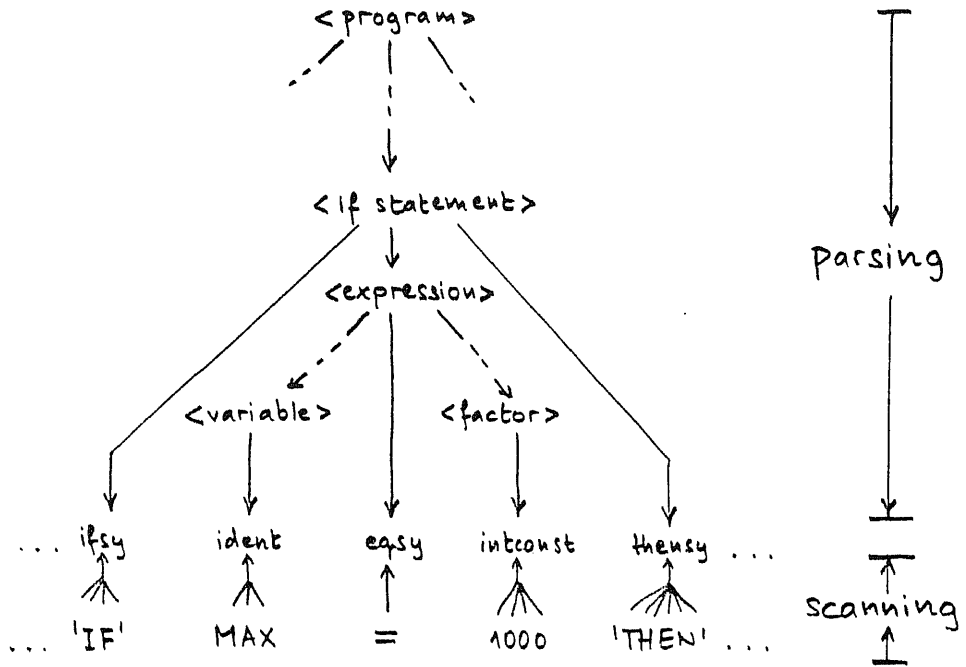 <program>
<if statement>
parsing
<expression>
<variable> <factor>
... ifsy ident eqsy intconst thensy ...
scanning
... 'IF' MAX = 1000 'THEN' ...